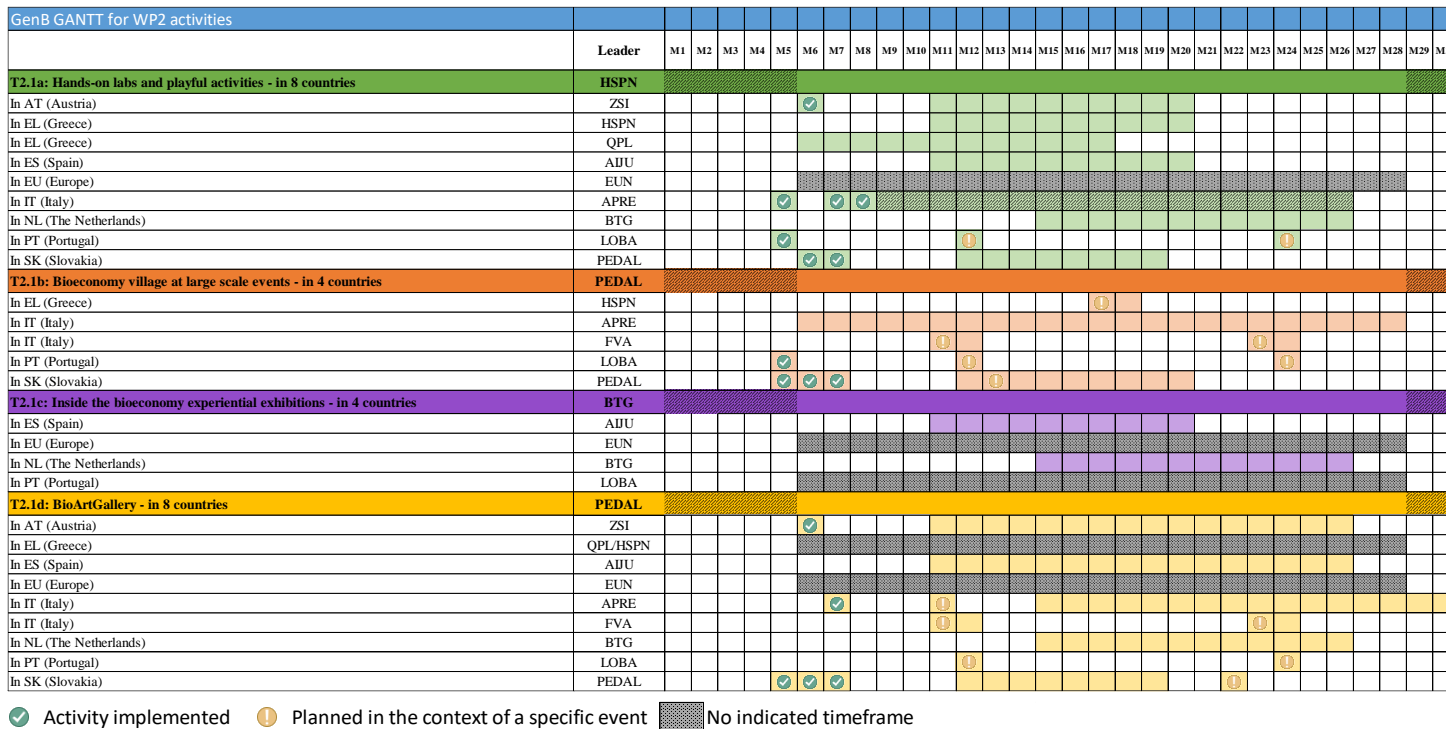 GenB GANTT for WP2 activities
Leader M1 M2 M3 M4 M5 M6 M7 M8 M9 M10 M11 M12 M13 M14 M15 M16 M17 M18 M19 M20 M21 M22 M23 M24 M25 M26 M27 M28 M29
T2.1a: Hands-on labs and playful activities - in 8 countries HSPN
In AT (Austria) ZSI
In EL (Greece) HSPN
In EL (Greece) QPL
In ES (Spain) AIJU
In EU (Europe) EUN
In IT (Italy) APRE
In NL (The Netherlands) BTG
In PT (Portugal) LOBA
In SK (Slovakia) PEDAL
T2.1b: Bioeconomy village at large scale events - in 4 countries PEDAL
In EL (Greece) HSPN
In IT (Italy) APRE
In IT (Italy) FVA
In PT (Portugal) LOBA
In SK (Slovakia) PEDAL
T2.1c: Inside the bioeconomy experiential exhibitions - in 4 countries BTG
In ES (Spain) AIJU
In EU (Europe) EUN
In NL (The Netherlands) BTG
In PT (Portugal) LOBA
T2.1d: BioArtGallery - in 8 countries PEDAL
In AT (Austria) ZSI
In EL (Greece) QPL/HSPN
In ES (Spain) AIJU
In EU (Europe) EUN
In IT (Italy) APRE
In IT (Italy) FVA
In NL (The Netherlands) BTG
In PT (Portugal) LOBA
In SK (Slovakia) PEDAL
Activity implemented Planned in the context of a specific event No indicated timeframe